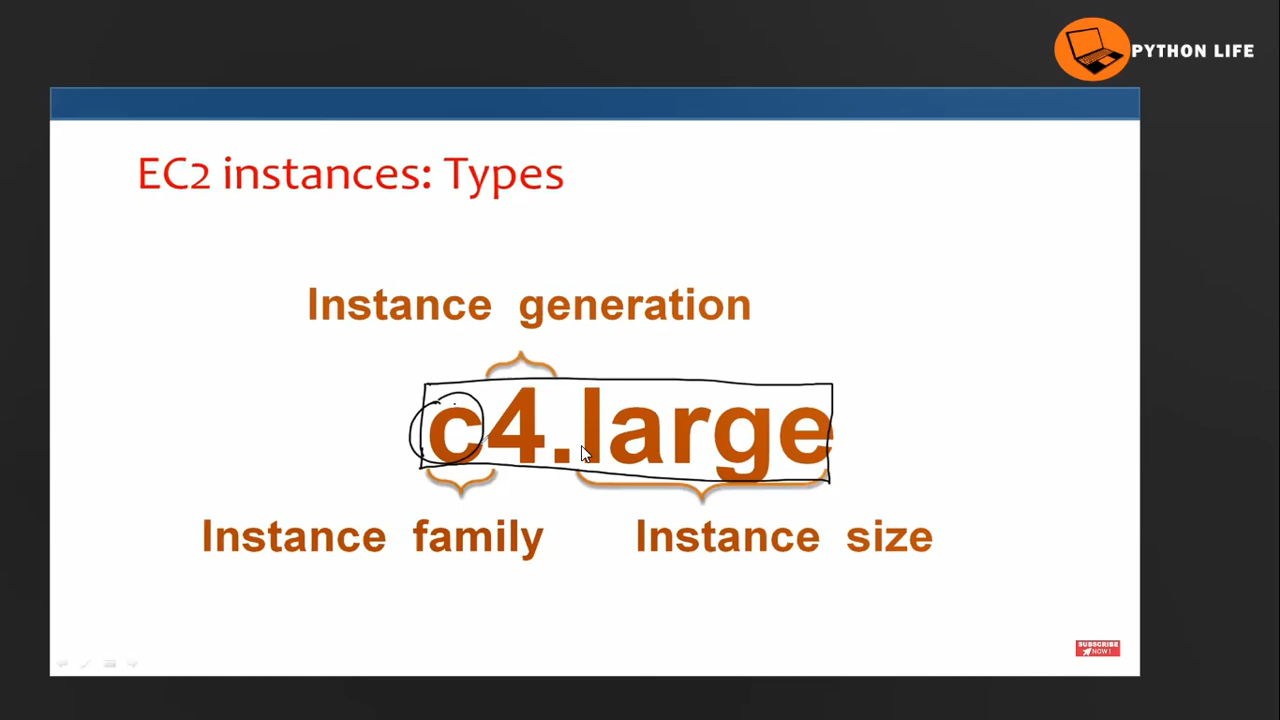 PYTHON LIFE
EC2 instances: Types
Instance generation
c4.large
Instance family
Instance size
SUBSCRIBE
NOW!